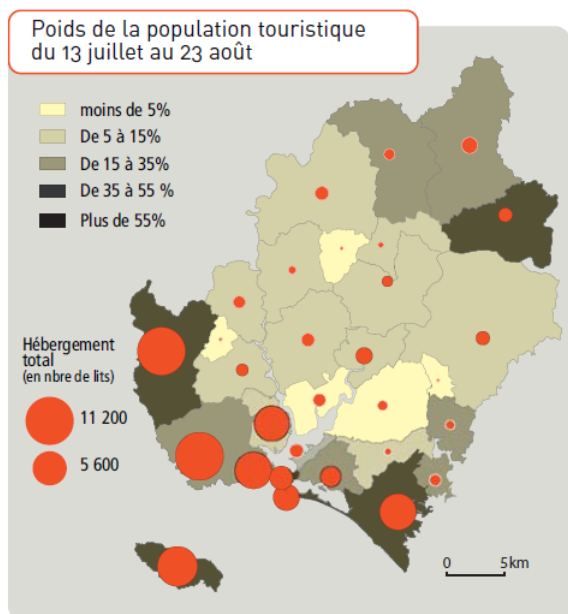 Poids de la population touristique
du 13 juillet au 23 août
moins de 5%
De 5 à 15%
De 15 à 35%
De 35 à 55 %
Plus de 55%
Hébergement
total
(en nbre de lits)
11 200
5 600
0 5km